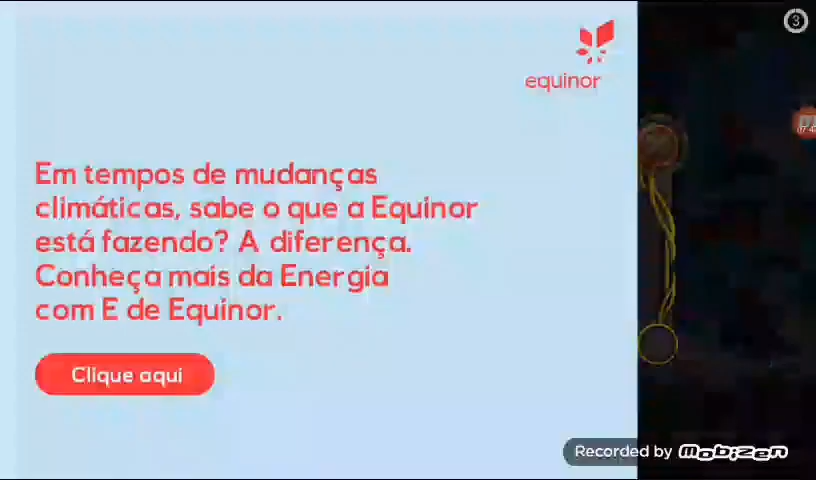 3
equinor
Em tempos de mudanças
climáticas, sabe o que a Equinor
está fazendo? A diferença.
Conheça mais da Energia
com E de Equinor.
Clique aqui
Recorded by Mobizen